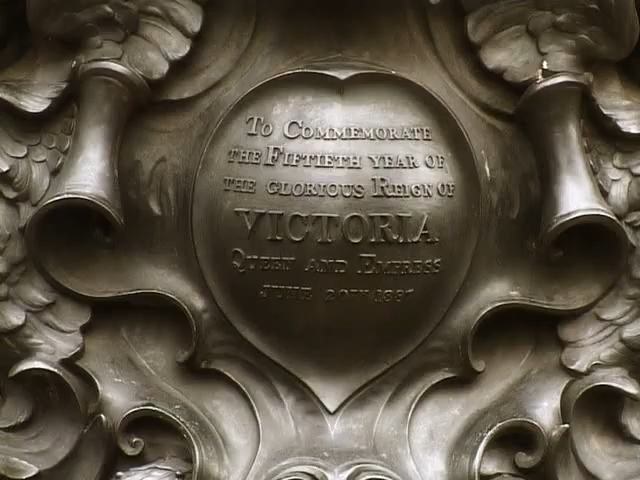 To Commemorate
the Fiftieth year of
the glorious Reign of
VICTORIA
Queen and Empress
June 20th 1887